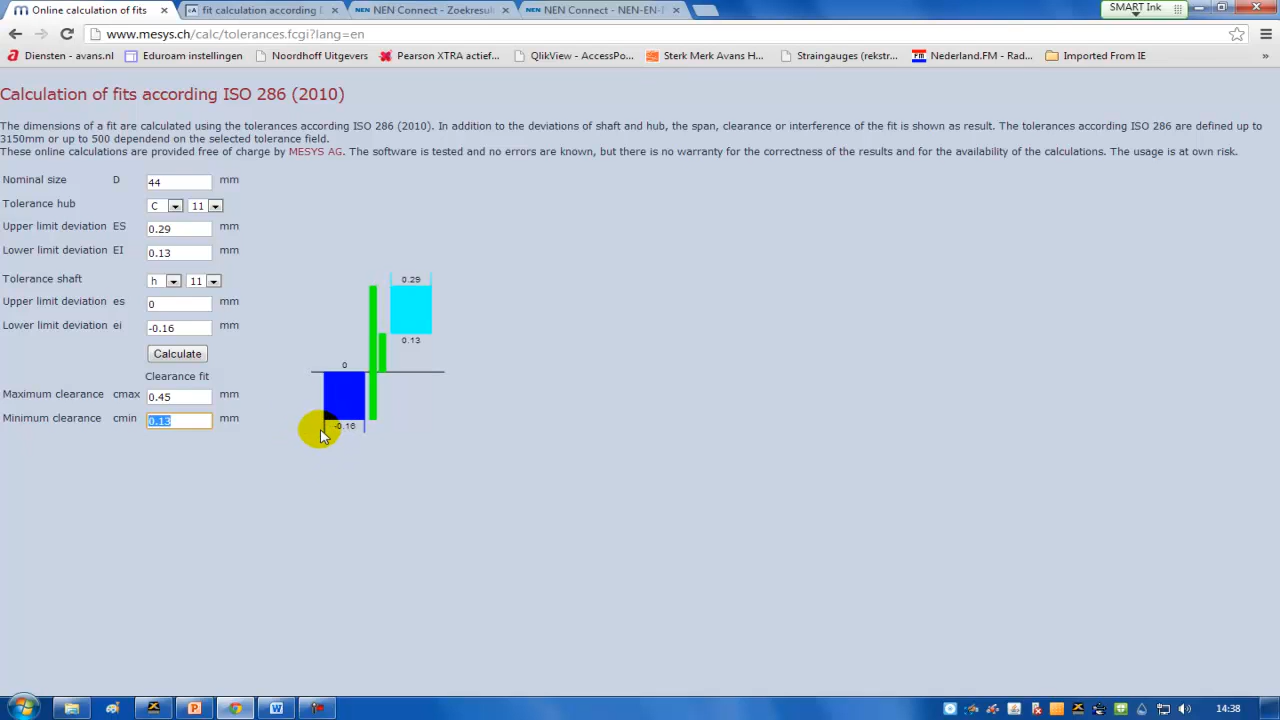 Online calculation of fits
fit calculation according
NEN Connect - Zoekresul
NEN Connect - NEN-EN-
SMART Ink
www.mesys.ch/calc/tolerances.fcgi?lang=en
Diensten - avans.nl
Eduroam instellingen
Noordhoff Uitgevers
Pearson XTRA actief...
QlikView - AccessPo...
Sterk Merk Avans H...
Straingauges (rekstr...
Nederland.FM - Rad...
Imported From IE
»
Calculation of fits according ISO 286 (2010)
The dimensions of a fit are calculated using the tolerances according ISO 286 (2010). In addition to the deviations of shaft and hub, the span, clearance or interference of the fit is shown as result. The tolerances according ISO 286 are defined up to
3150mm or up to 500 dependend on the selected tolerance field.
These online calculations are provided free of charge by MESYS AG. The software is tested and no errors are known, but there is no warranty for the correctness of the results and for the availability of the calculations. The usage is at own risk.
Nominal size D 44 mm
Tolerance hub C 11
Upper limit deviation ES 0.29 mm
Lower limit deviation EI 0.13 mm
Tolerance shaft h 11
Upper limit deviation es 0 mm
Lower limit deviation ei -0.16 mm
Calculate
Clearance fit
Maximum clearance cmax 0.45 mm
Minimum clearance cmin 0.13 mm
0.29
0.13
0
-0.16
14:38